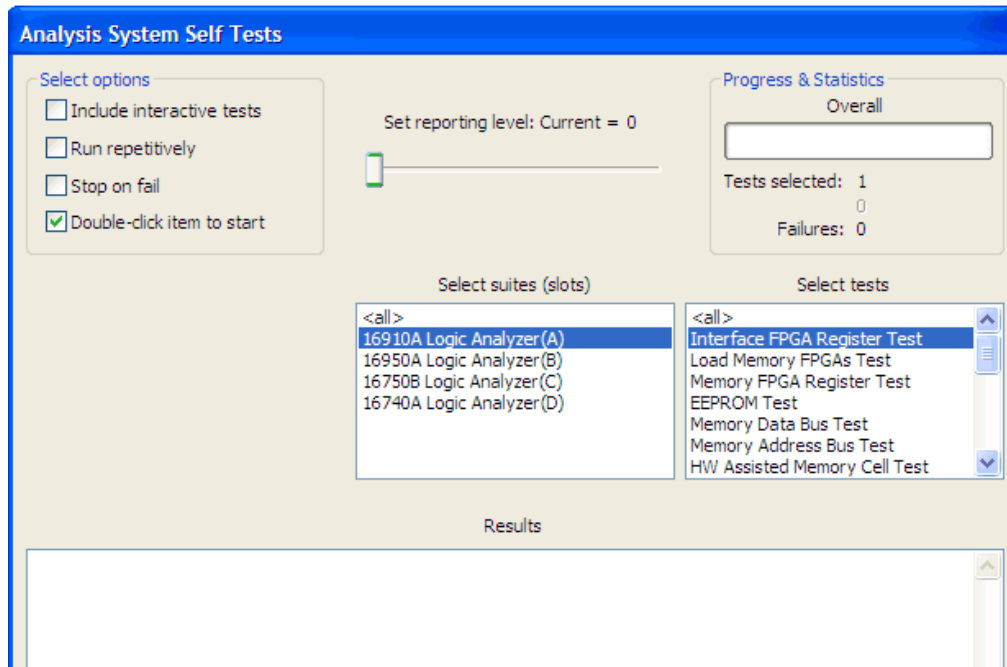 Analysis System Self Tests
Select options
Include interactive tests
Run repetitively
Stop on fail
Double-click item to start
Set reporting level: Current = 0
Progress & Statistics
Overall
Tests selected: 1
0
Failures: 0
Select suites (slots)
<all>
16910A Logic Analyzer(A)
16950A Logic Analyzer(B)
16750B Logic Analyzer(C)
16740A Logic Analyzer(D)
Select tests
<all>
Interface FPGA Register Test
Load Memory FPGAs Test
Memory FPGA Register Test
EEPROM Test
Memory Data Bus Test
Memory Address Bus Test
HW Assisted Memory Cell Test
Results